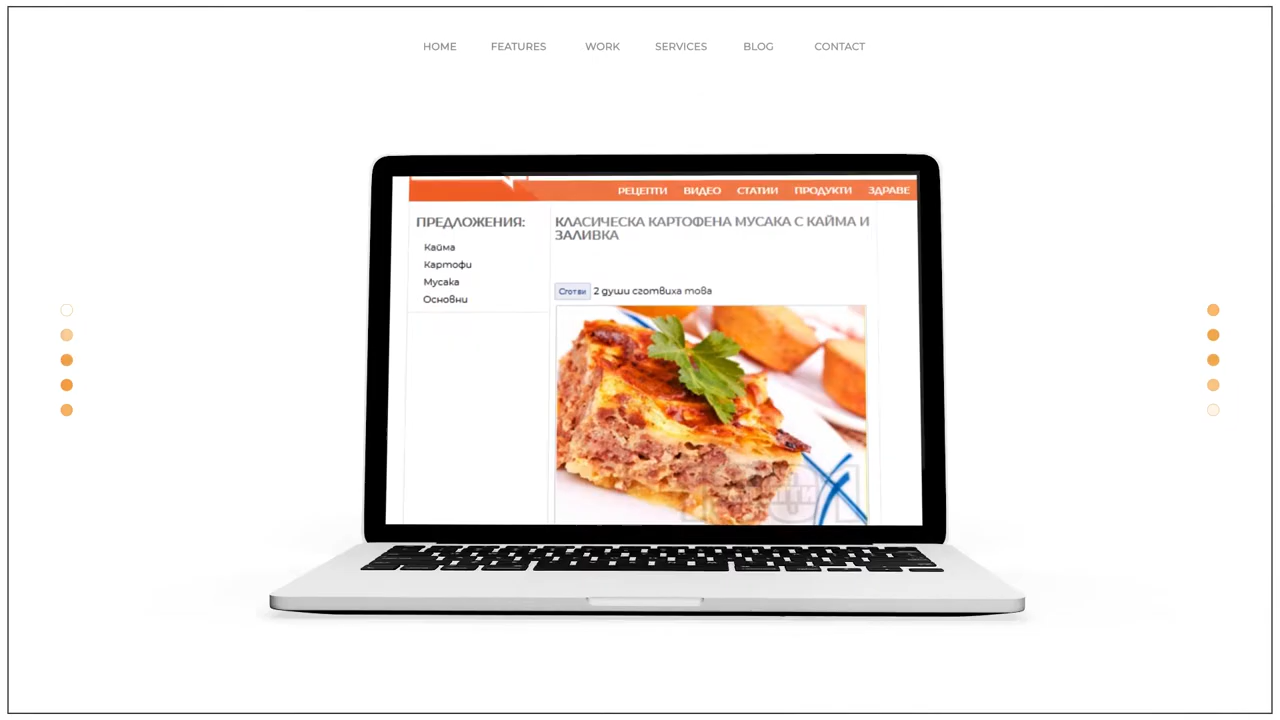 HOME FEATURES WORK SERVICES BLOG CONTACT
РЕЦЕПТИ ВИДЕО СТАТИИ ПРОДУКТИ ЗДРАВЕ
ПРЕДЛОЖЕНИЯ:
Кайма
Картофи
Мусака
Основни
КЛАСИЧЕСКА КАРТОФЕНА МУСАКА С КАЙМА И
ЗАЛИВКА
Сготви 2 души сготвиха това